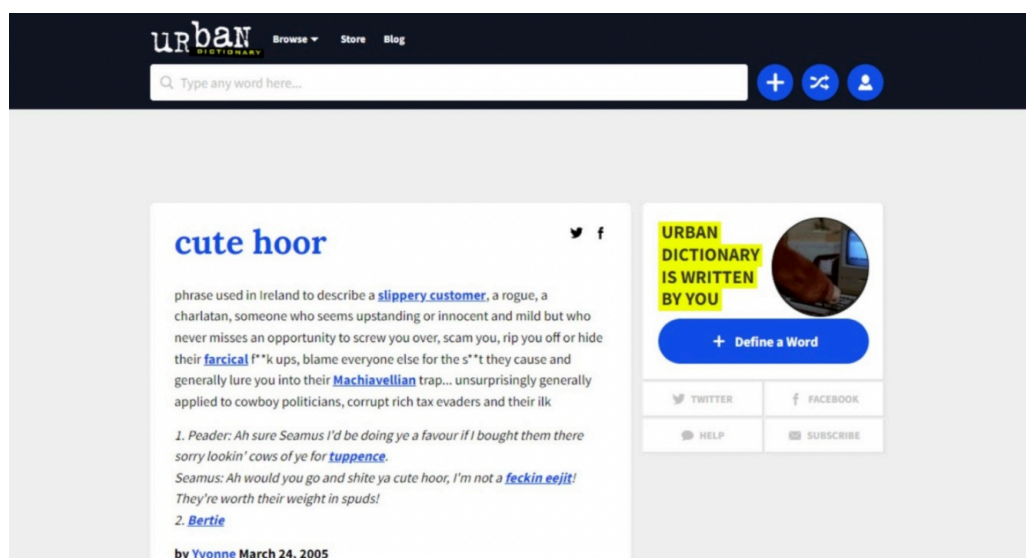 URBAN
DICTIONARY
Browse Store Blog
Type any word here...
cute hoor
phrase used in Ireland to describe a slippery customer, a rogue, a
charlatan, someone who seems upstanding or innocent and mild but who
never misses an opportunity to screw you over, scam you, rip you off or hide
their farcical f**k ups, blame everyone else for the s**t they cause and
generally lure you into their Machiavellian trap... unsurprisingly generally
applied to cowboy politicians, corrupt rich tax evaders and their ilk
1. Peader: Ah sure Seamus I'd be doing ye a favour if I bought them there
sorry lookin' cows of ye for tuppence.
Seamus: Ah would you go and shite ya cute hoor, I'm not a feckin eejit!
They're worth their weight in spuds!
2. Bertie
by Yvonne March 24, 2005
URBAN
DICTIONARY
IS WRITTEN
BY YOU
+ Define a Word
TWITTER
FACEBOOK
HELP
SUBSCRIBE